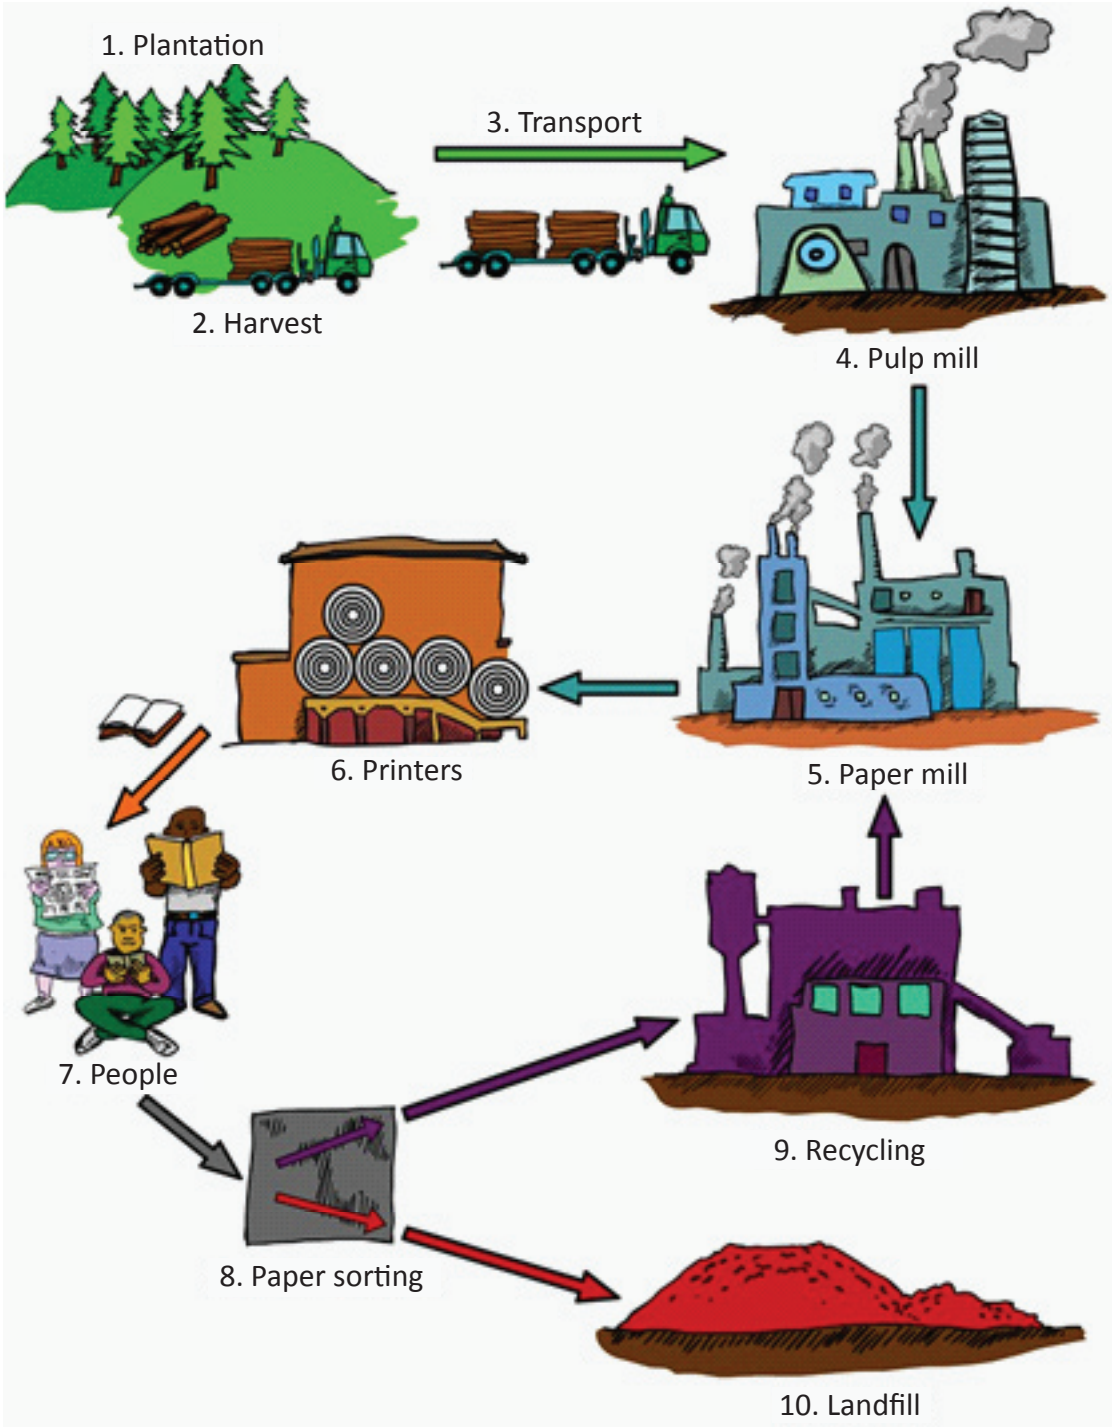 1. Plantation
2. Harvest
3. Transport
4. Pulp mill
5. Paper mill
6. Printers
7. People
8. Paper sorting
9. Recycling
10. Landfill